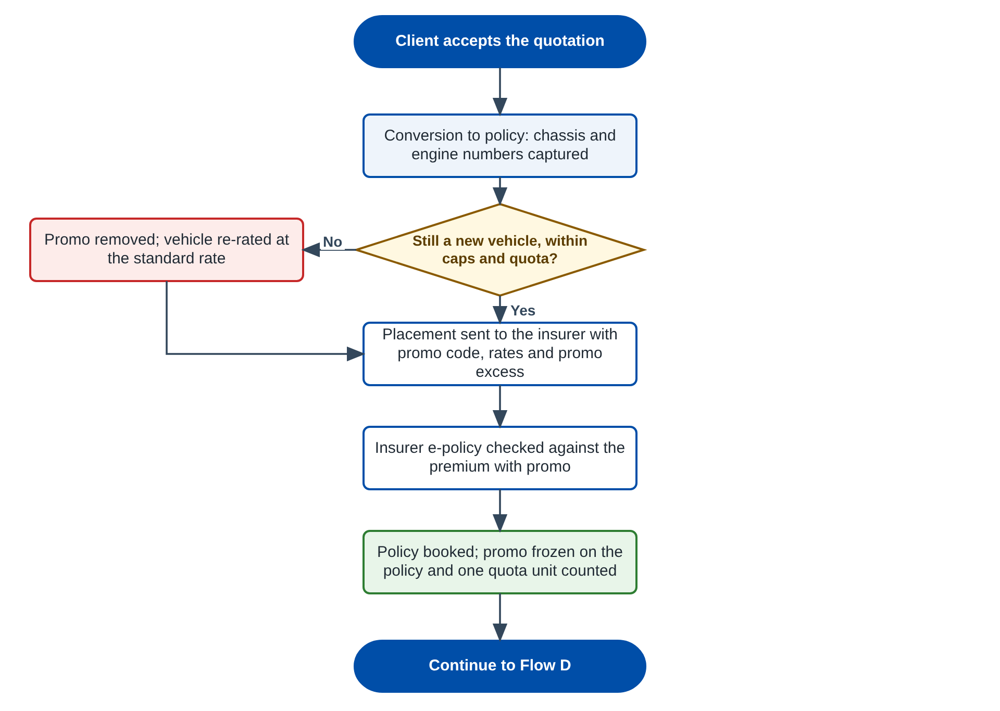 Client accepts the quotation
Conversion to policy: chassis and
engine numbers captured
Still a new vehicle, within
caps and quota?
No
Promo removed; vehicle re-rated at
the standard rate
Yes
Placement sent to the insurer with
promo code, rates and promo
excess
Insurer e-policy checked against the
premium with promo
Policy booked; promo frozen on the
policy and one quota unit counted
Continue to Flow D